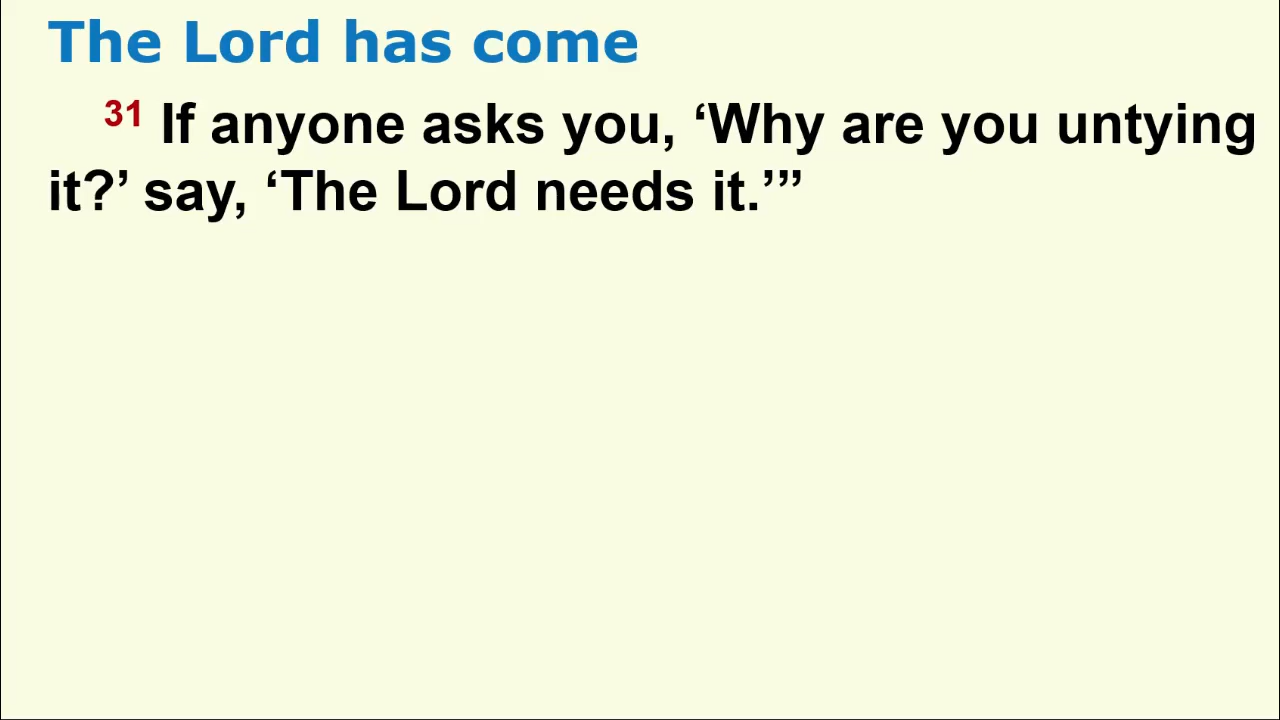 The Lord has come
31 If anyone asks you, ‘Why are you untying
it?’ say, ‘The Lord needs it.’”